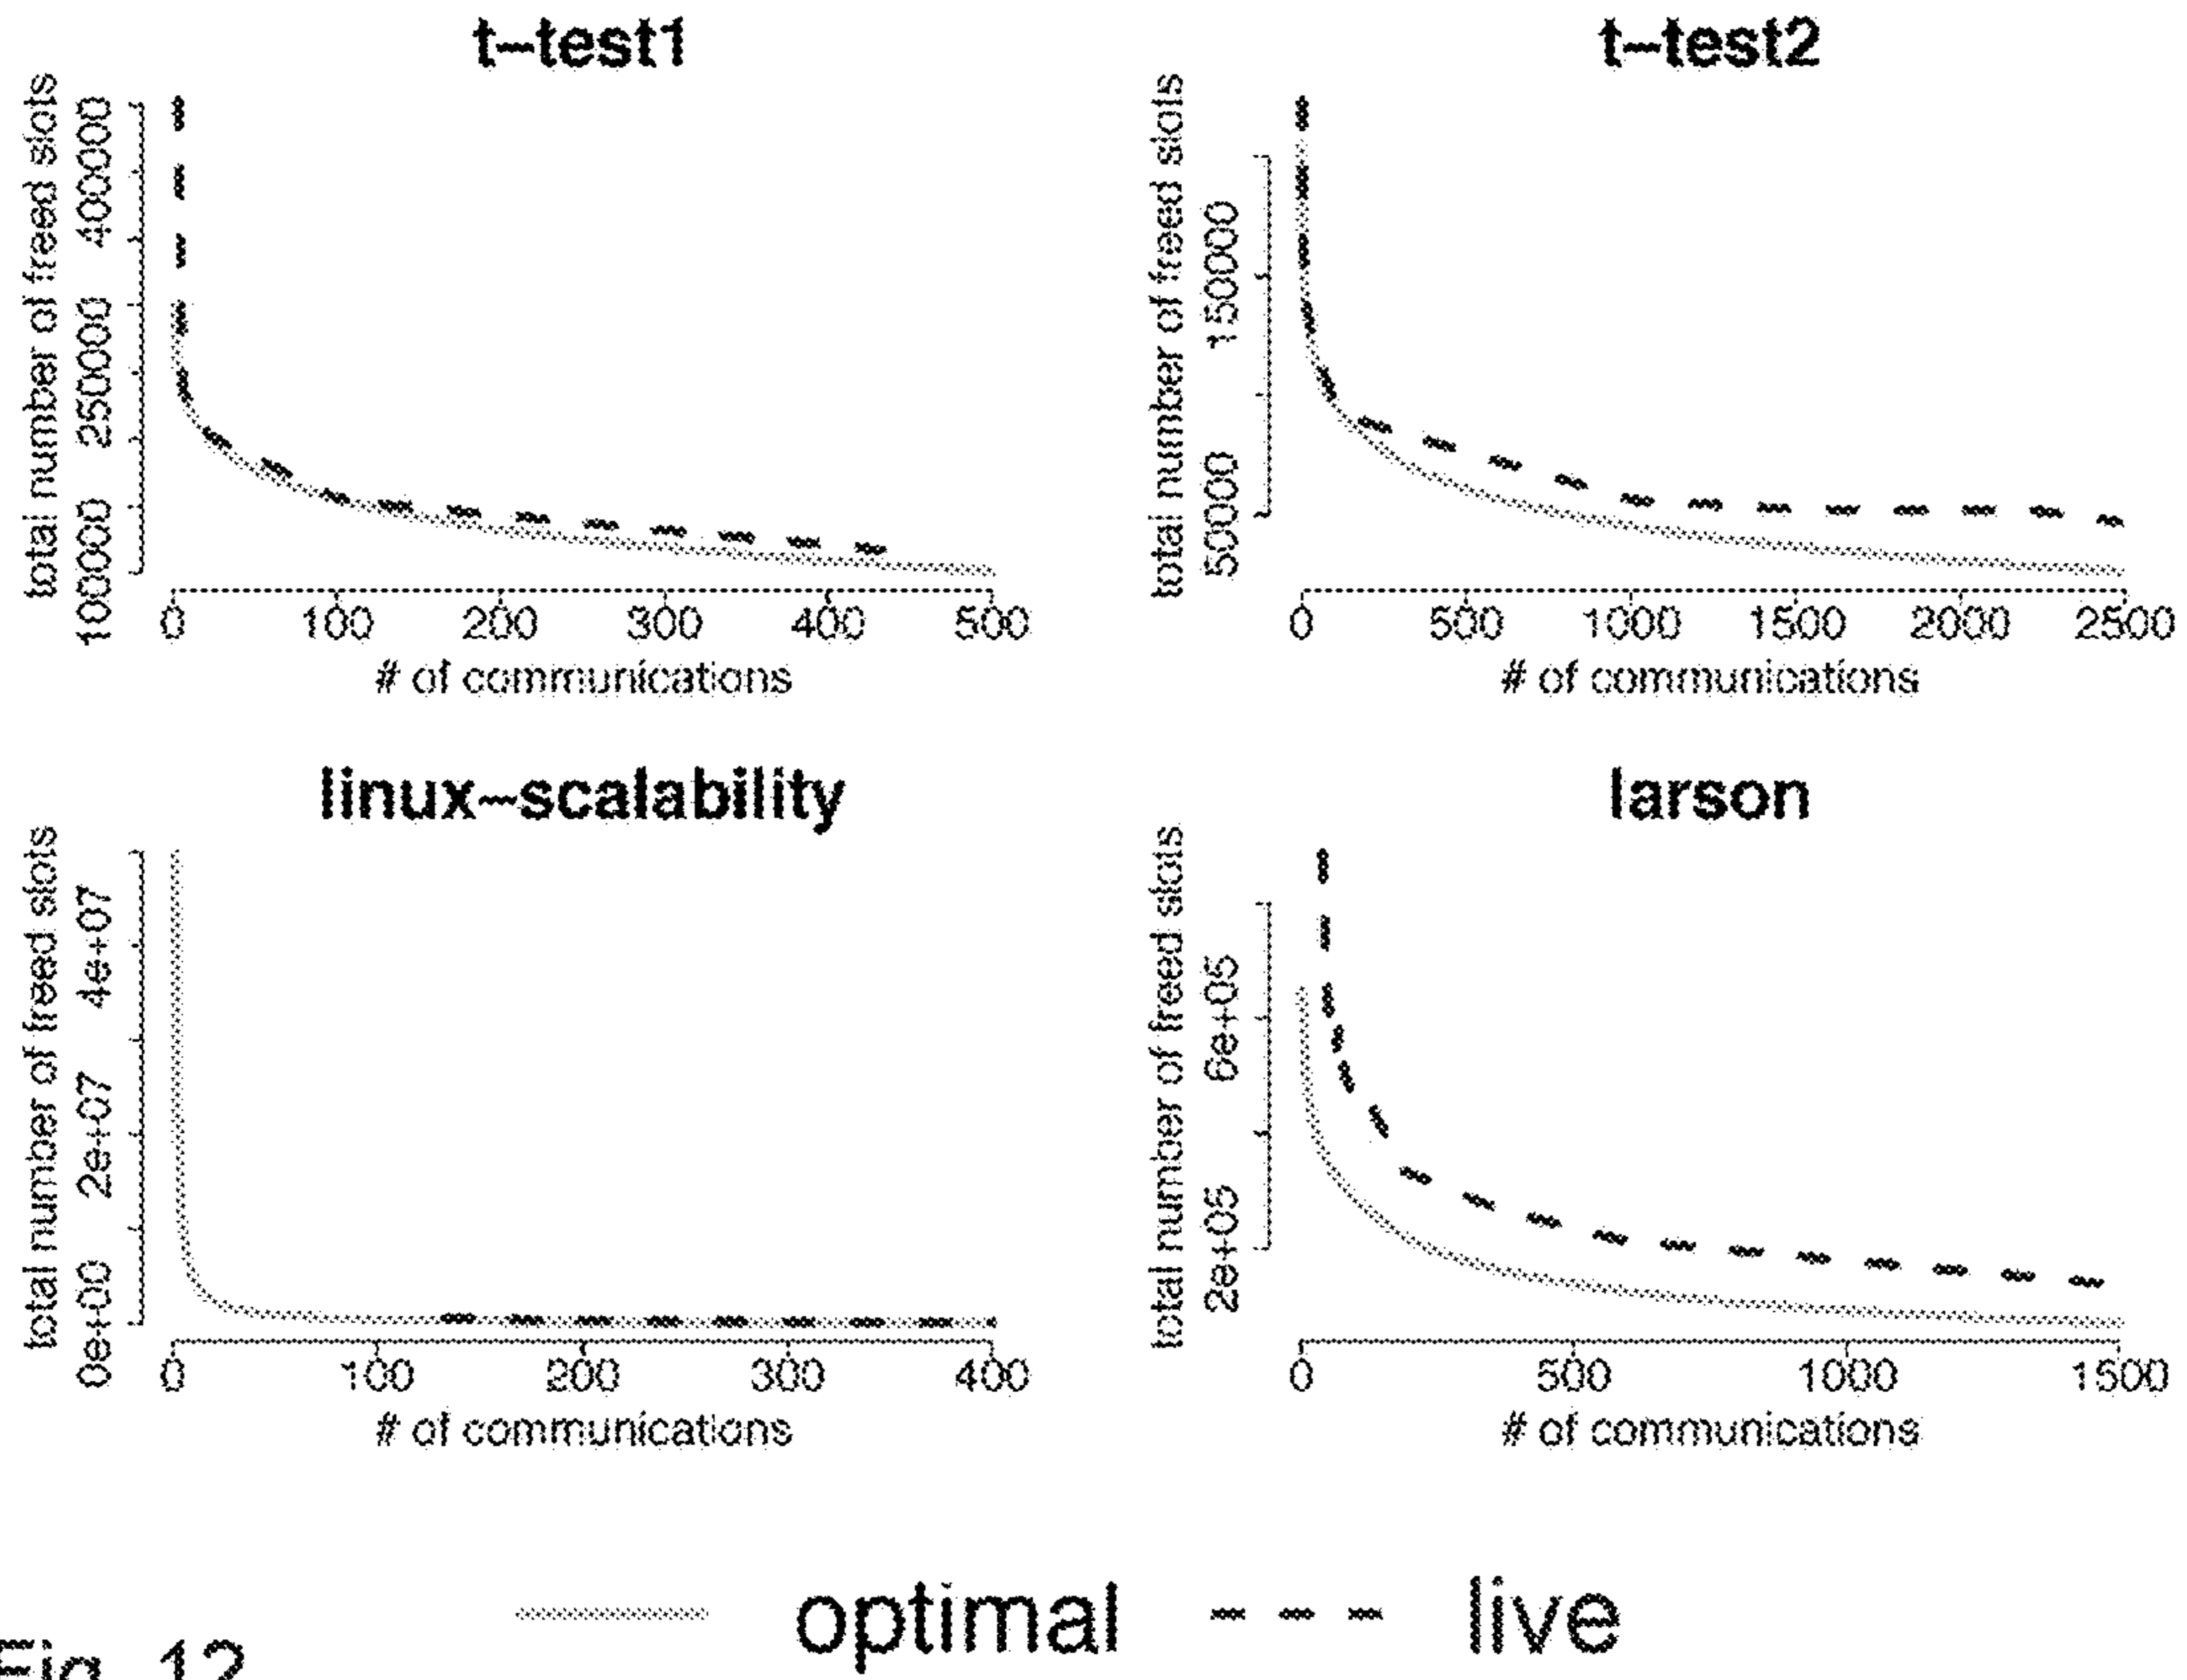 t–test1
total number of freed slots
100000 250000 400000
0 100 200 300 400 500
# of communications
t–test2
total number of freed slots
50000 150000
0 500 1000 1500 2000 2500
# of communications
linux–scalability
total number of freed slots
0e+00 2e+07 4e+07
0 100 200 300 400
# of communications
larson
total number of freed slots
2e+05 6e+05
0 500 1000 1500
# of communications
optimal live
Fig. 12